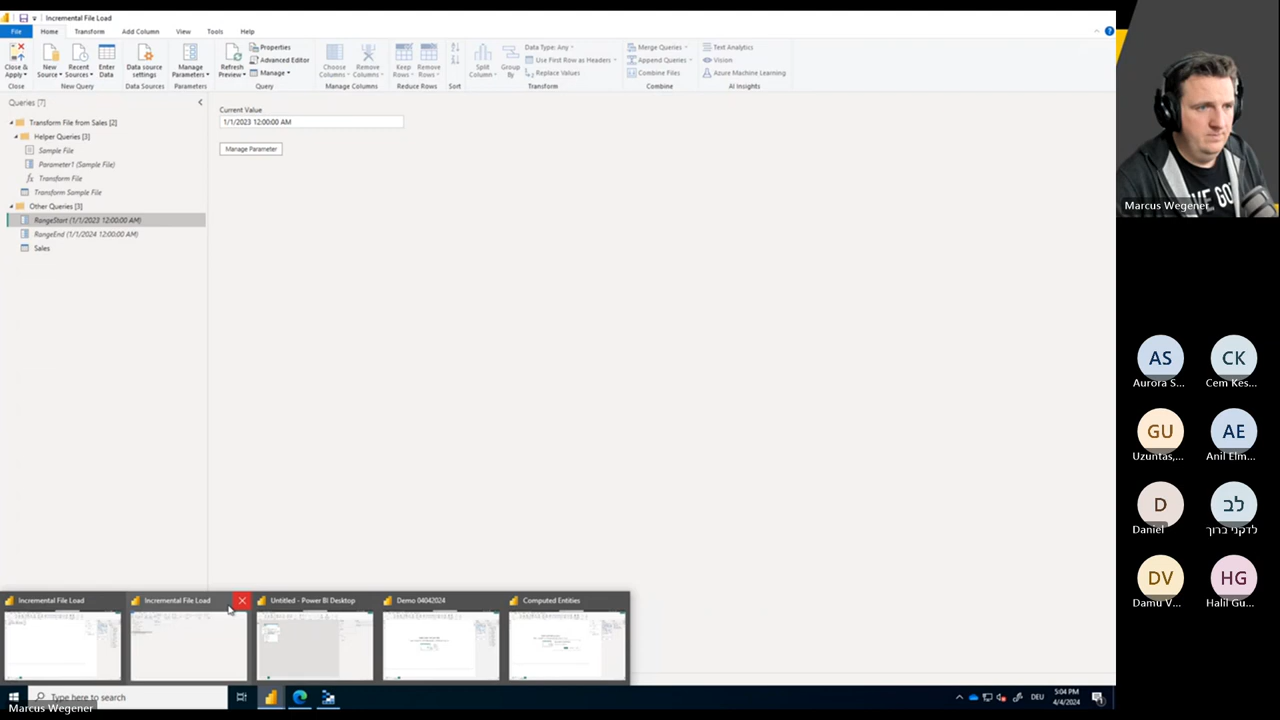 Incremental File Load
File Home Transform Add Column View Tools Help
Close & Apply
New Source
Recent Sources
Enter Data
Data source settings
Manage Parameters
Refresh Preview
Properties
Advanced Editor
Manage
Choose Columns
Remove Columns
Keep Rows
Remove Rows
Split Column
Group By
Data Type: Any
Use First Row as Headers
Replace Values
Merge Queries
Append Queries
Combine Files
Text Analytics
Vision
Azure Machine Learning
Close New Query Data Sources Parameters Query Manage Columns Reduce Rows Sort Transform Combine AI Insights
Queries [7]
Transform File from Sales [2]
Helper Queries [3]
Sample File
Parameter1 (Sample File)
Transform File
Transform Sample File
Other Queries [3]
RangeStart (1/1/2023 12:00:00 AM)
RangeEnd (1/1/2024 12:00:00 AM)
Sales
Current Value
1/1/2023 12:00:00 AM
Manage Parameter
Marcus Wegener
AS
Aurora S...
CK
Cem Kes...
GU
Uzuntas,...
AE
Anil Elm...
D
Daniel
לב
לדקני ברוך
DV
Damu V...
HG
Halil Gu...
Incremental File Load
Incremental File Load
Untitled - Power BI Desktop
Demo 04042024
Computed Entities
Type here to search
DEU
5:04 PM
4/4/2024
Marcus Wegener